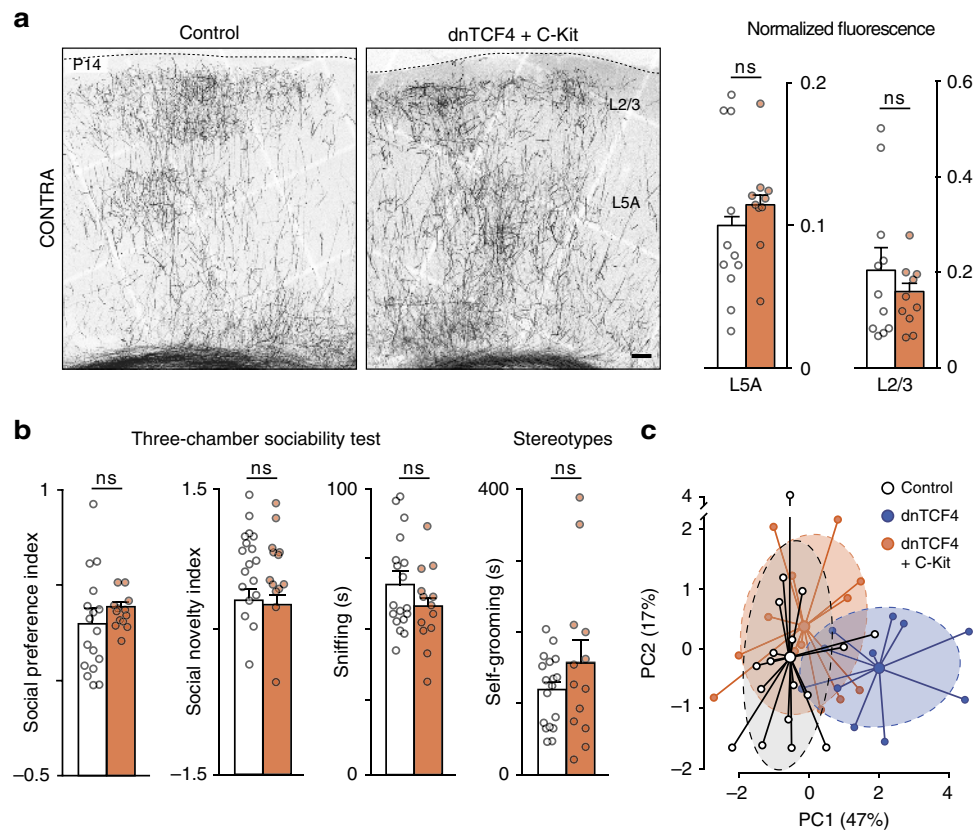 a
Control
dnTCF4 + C-Kit
Normalized fluorescence
P14
L2/3
L5A
CONTRA
ns
0.2
0.1
0
L5A
ns
0.6
0.4
0.2
0
L2/3
b
Three-chamber sociability test
Stereotypes
ns
1
–0.5
Social preference index
ns
1.5
–1.5
Social novelty index
ns
100
0
Sniffing (s)
ns
400
0
Self-grooming (s)
c
Control
dnTCF4
dnTCF4
+ C-Kit
4
2
1
0
–1
–2
PC2 (17%)
–2
0
2
4
PC1 (47%)